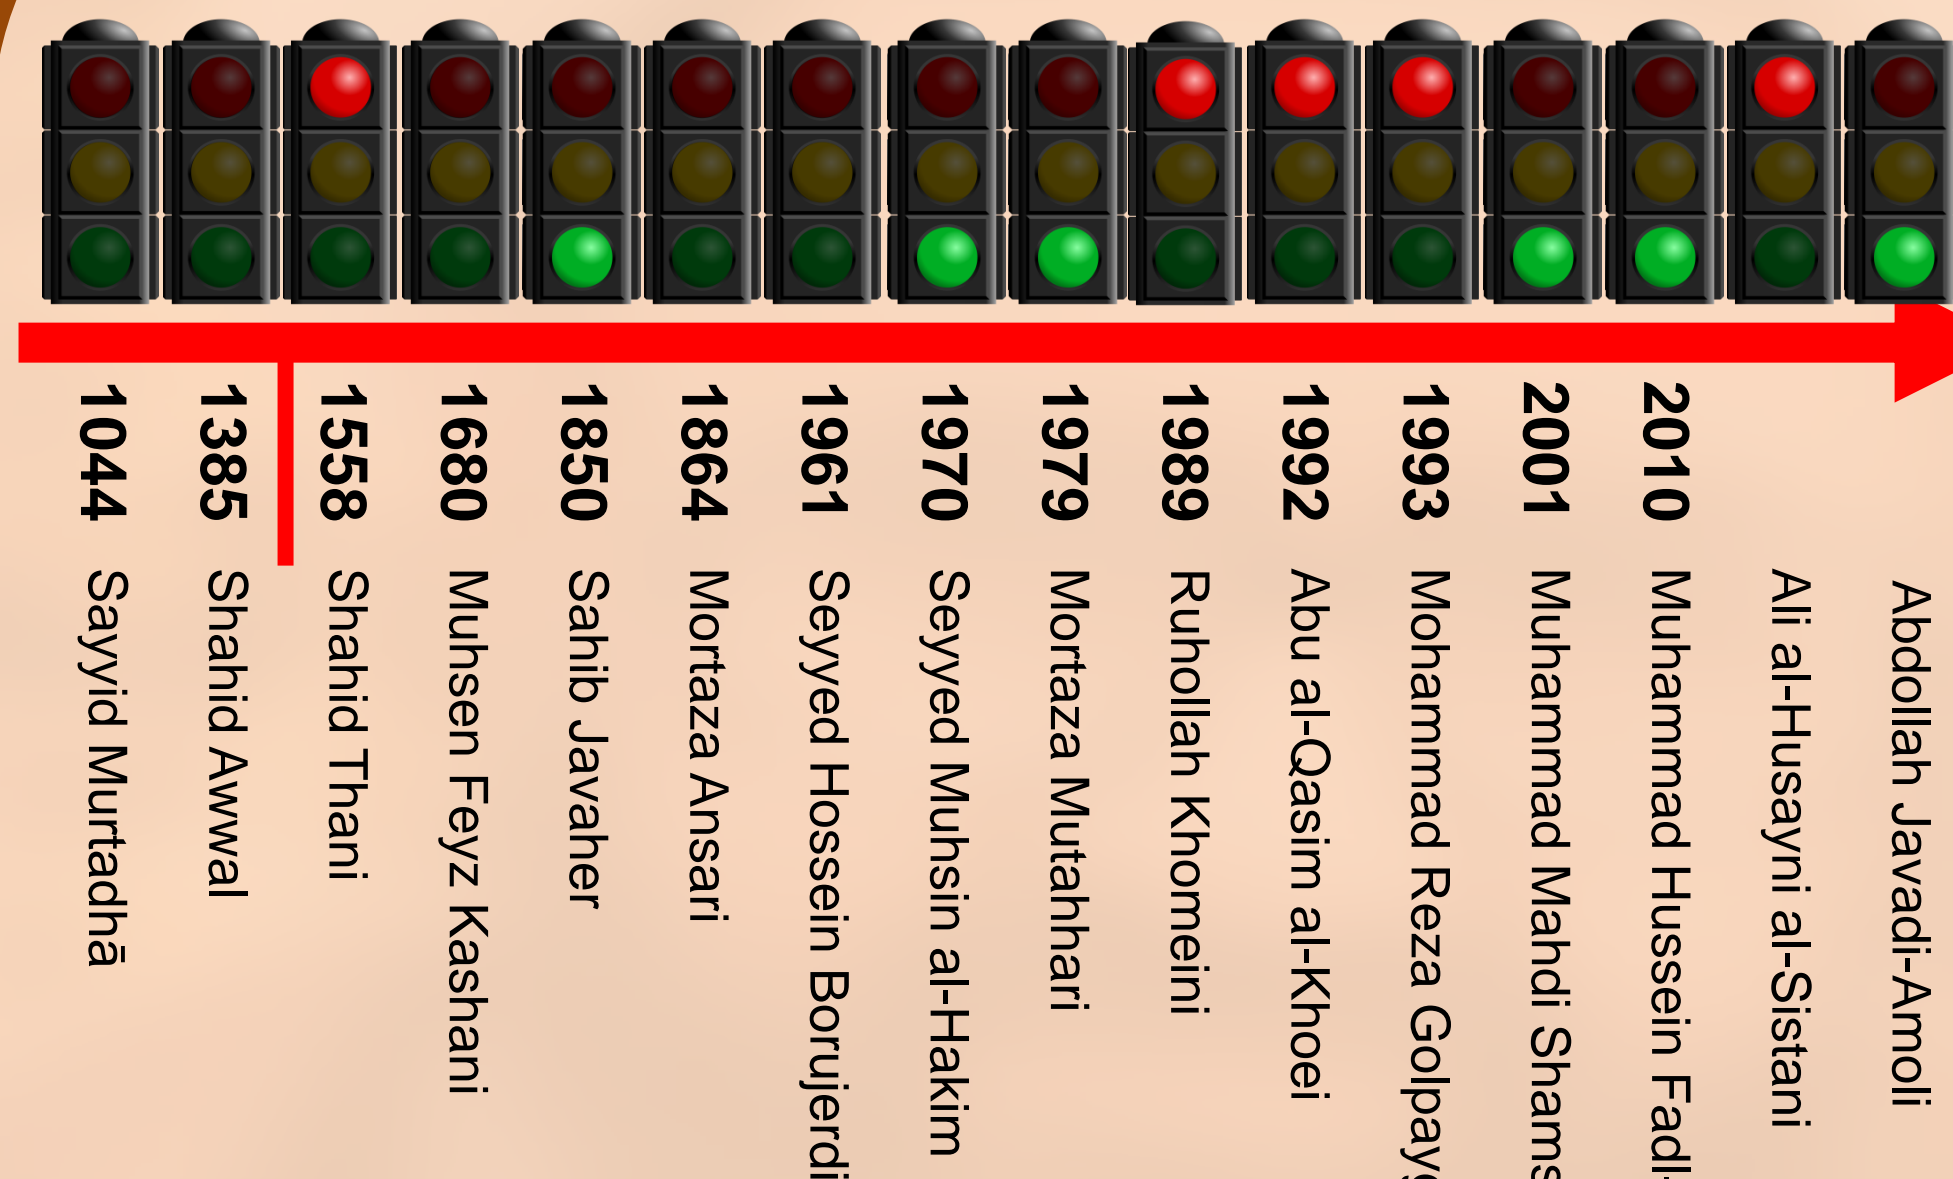 1044 Sayyid Murtadhā
1385 Shahid Awwal
1558 Shahid Thani
1680 Muhsen Feyz Kashani
1850 Sahib Javaher
1864 Mortaza Ansari
1961 Seyyed Hossein Borujerdi
1970 Seyyed Muhsin al-Hakim
1979 Mortaza Mutahhari
1989 Ruhollah Khomeini
1992 Abu al-Qasim al-Khoei
1993 Mohammad Reza
2001 Muhammad Mahdi
2010 Muhammad Hussein
Ali al-Husayni al-Sistani
Abdollah Javadi-Amoli